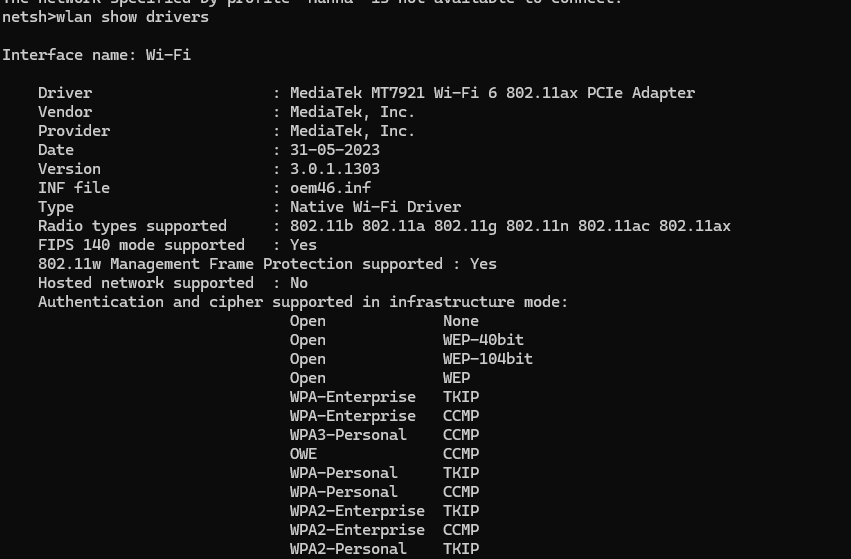 The network specified by profile "Hanna" is not available to connect.
netsh>wlan show drivers
Interface name: Wi-Fi
Driver : MediaTek MT7921 Wi-Fi 6 802.11ax PCIe Adapter
Vendor : MediaTek, Inc.
Provider : MediaTek, Inc.
Date : 31-05-2023
Version : 3.0.1.1303
INF file : oem46.inf
Type : Native Wi-Fi Driver
Radio types supported : 802.11b 802.11a 802.11g 802.11n 802.11ac 802.11ax
FIPS 140 mode supported : Yes
802.11w Management Frame Protection supported : Yes
Hosted network supported : No
Authentication and cipher supported in infrastructure mode:
Open None
Open WEP-40bit
Open WEP-104bit
Open WEP
WPA-Enterprise TKIP
WPA-Enterprise CCMP
WPA3-Personal CCMP
OWE CCMP
WPA-Personal TKIP
WPA-Personal CCMP
WPA2-Enterprise TKIP
WPA2-Enterprise CCMP
WPA2-Personal TKIP